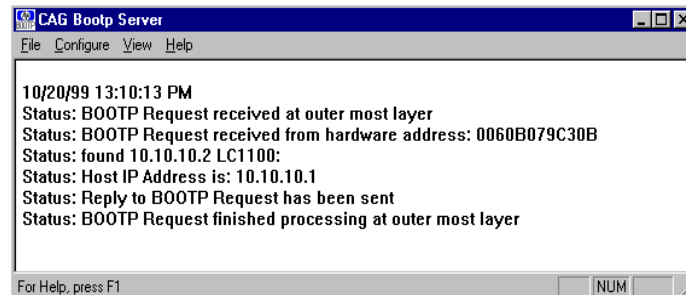 CAG Bootp Server
File Configure View Help
10/20/99 13:10:13 PM
Status: BOOTP Request received at outer most layer
Status: BOOTP Request received from hardware address: 0060B079C30B
Status: found 10.10.10.2 LC1100:
Status: Host IP Address is: 10.10.10.1
Status: Reply to BOOTP Request has been sent
Status: BOOTP Request finished processing at outer most layer
For Help, press F1
NUM